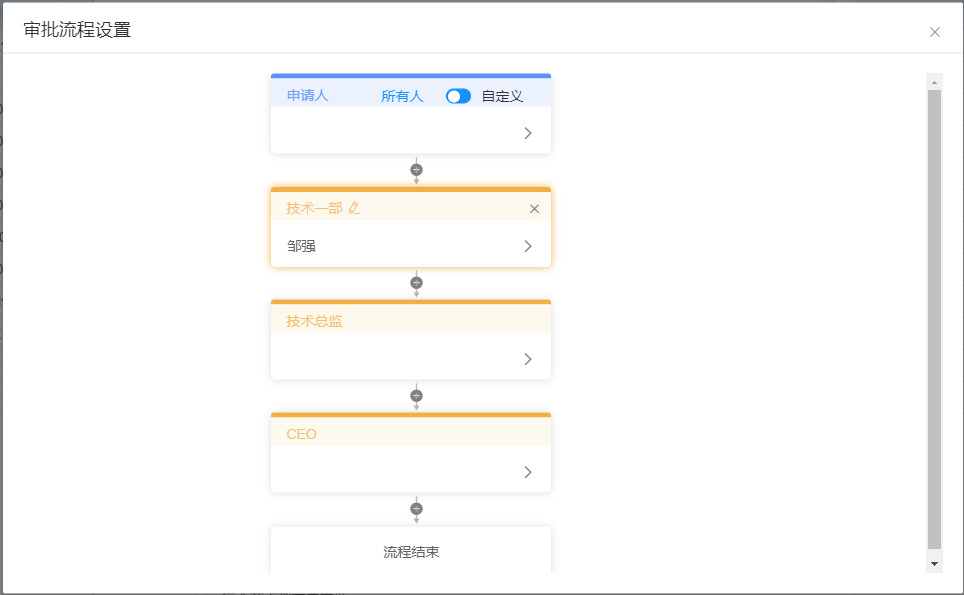 审批流程设置
申请人 所有人 自定义
技术一部
邹强
技术总监
CEO
流程结束